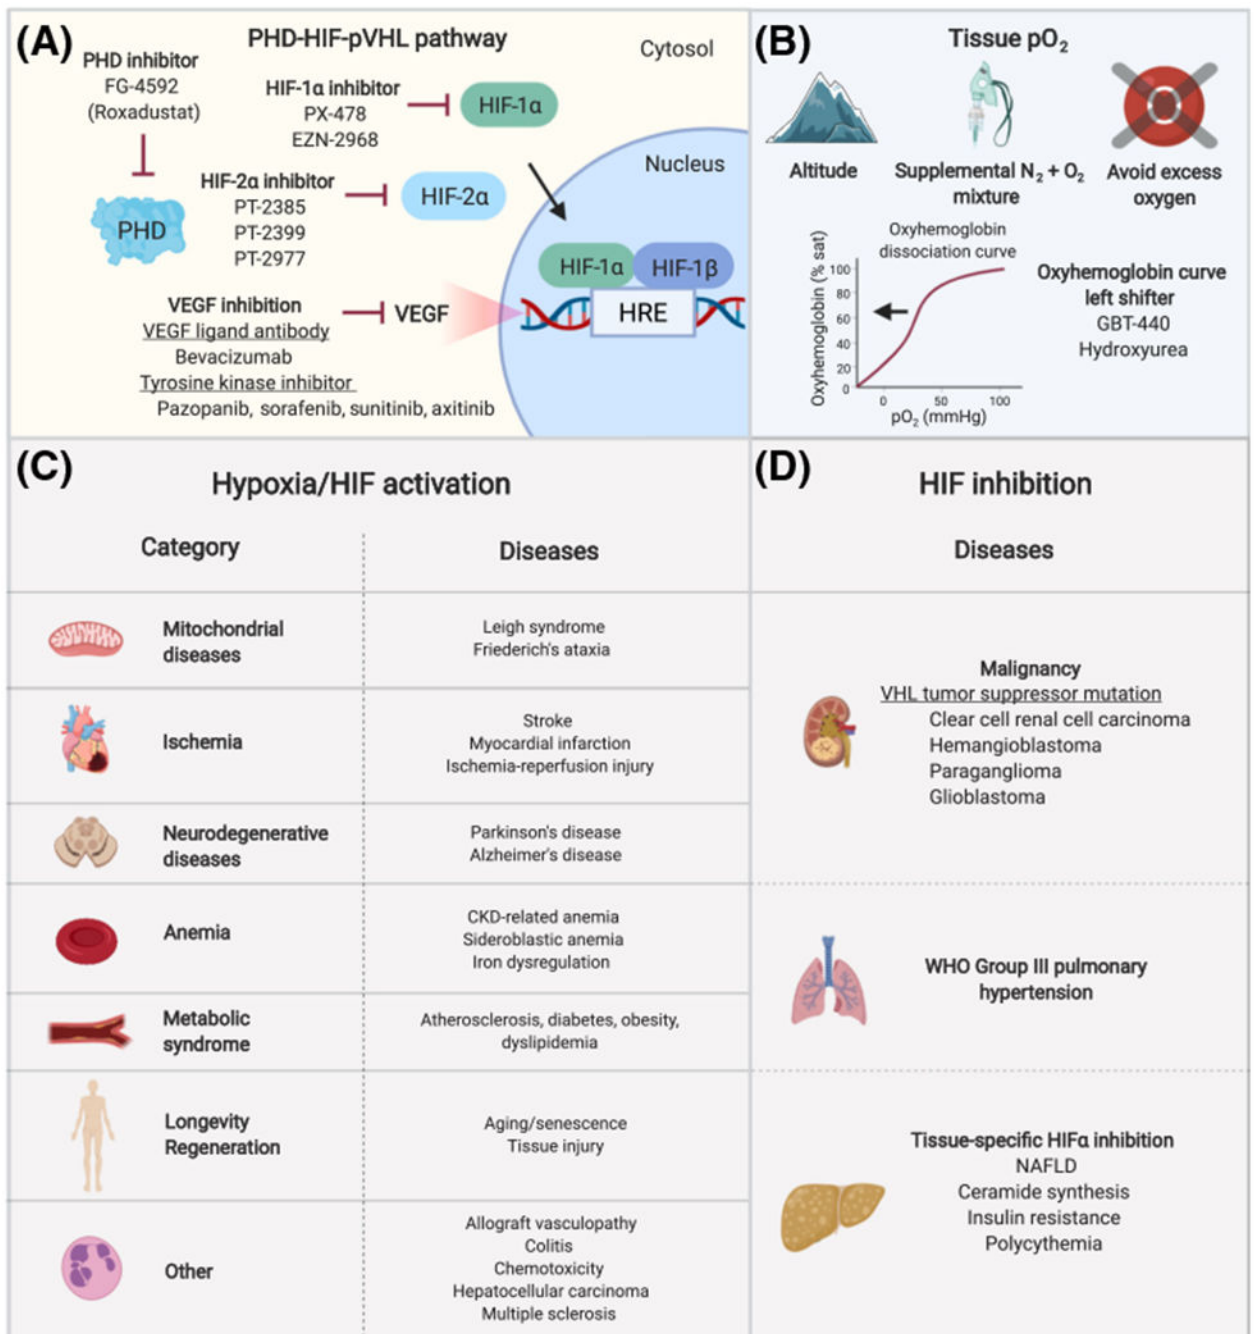 (A)
PHD-HIF-pVHL pathway
Cytosol
PHD inhibitor
FG-4592
(Roxadustat)
HIF-1α inhibitor
PX-478
EZN-2968
HIF-1α
HIF-2α inhibitor
PT-2385
PT-2399
PT-2977
HIF-2α
PHD
Nucleus
HIF-1α
HIF-1β
HRE
VEGF inhibition
VEGF ligand antibody
Bevacizumab
Tyrosine kinase inhibitor
Pazopanib, sorafenib, sunitinib, axitinib
VEGF
(B)
Tissue pO₂
Altitude
Supplemental N₂ + O₂
mixture
Avoid excess
oxygen
Oxyhemoglobin
dissociation curve
Oxyhemoglobin (% sat)
100
80
60
40
20
0
0
50
100
pO₂ (mmHg)
Oxyhemoglobin curve
left shifter
GBT-440
Hydroxyurea
(C)
Hypoxia/HIF activation
Category
Diseases
Mitochondrial
diseases
Leigh syndrome
Friederich's ataxia
Ischemia
Stroke
Myocardial infarction
Ischemia-reperfusion injury
Neurodegenerative
diseases
Parkinson's disease
Alzheimer's disease
Anemia
CKD-related anemia
Sideroblastic anemia
Iron dysregulation
Metabolic
syndrome
Atherosclerosis, diabetes, obesity,
dyslipidemia
Longevity
Regeneration
Aging/senescence
Tissue injury
Other
Allograft vasculopathy
Colitis
Chemotoxicity
Hepatocellular carcinoma
Multiple sclerosis
(D)
HIF inhibition
Diseases
Malignancy
VHL tumor suppressor mutation
Clear cell renal cell carcinoma
Hemangioblastoma
Paraganglioma
Glioblastoma
WHO Group III pulmonary
hypertension
Tissue-specific HIFα inhibition
NAFLD
Ceramide synthesis
Insulin resistance
Polycythemia